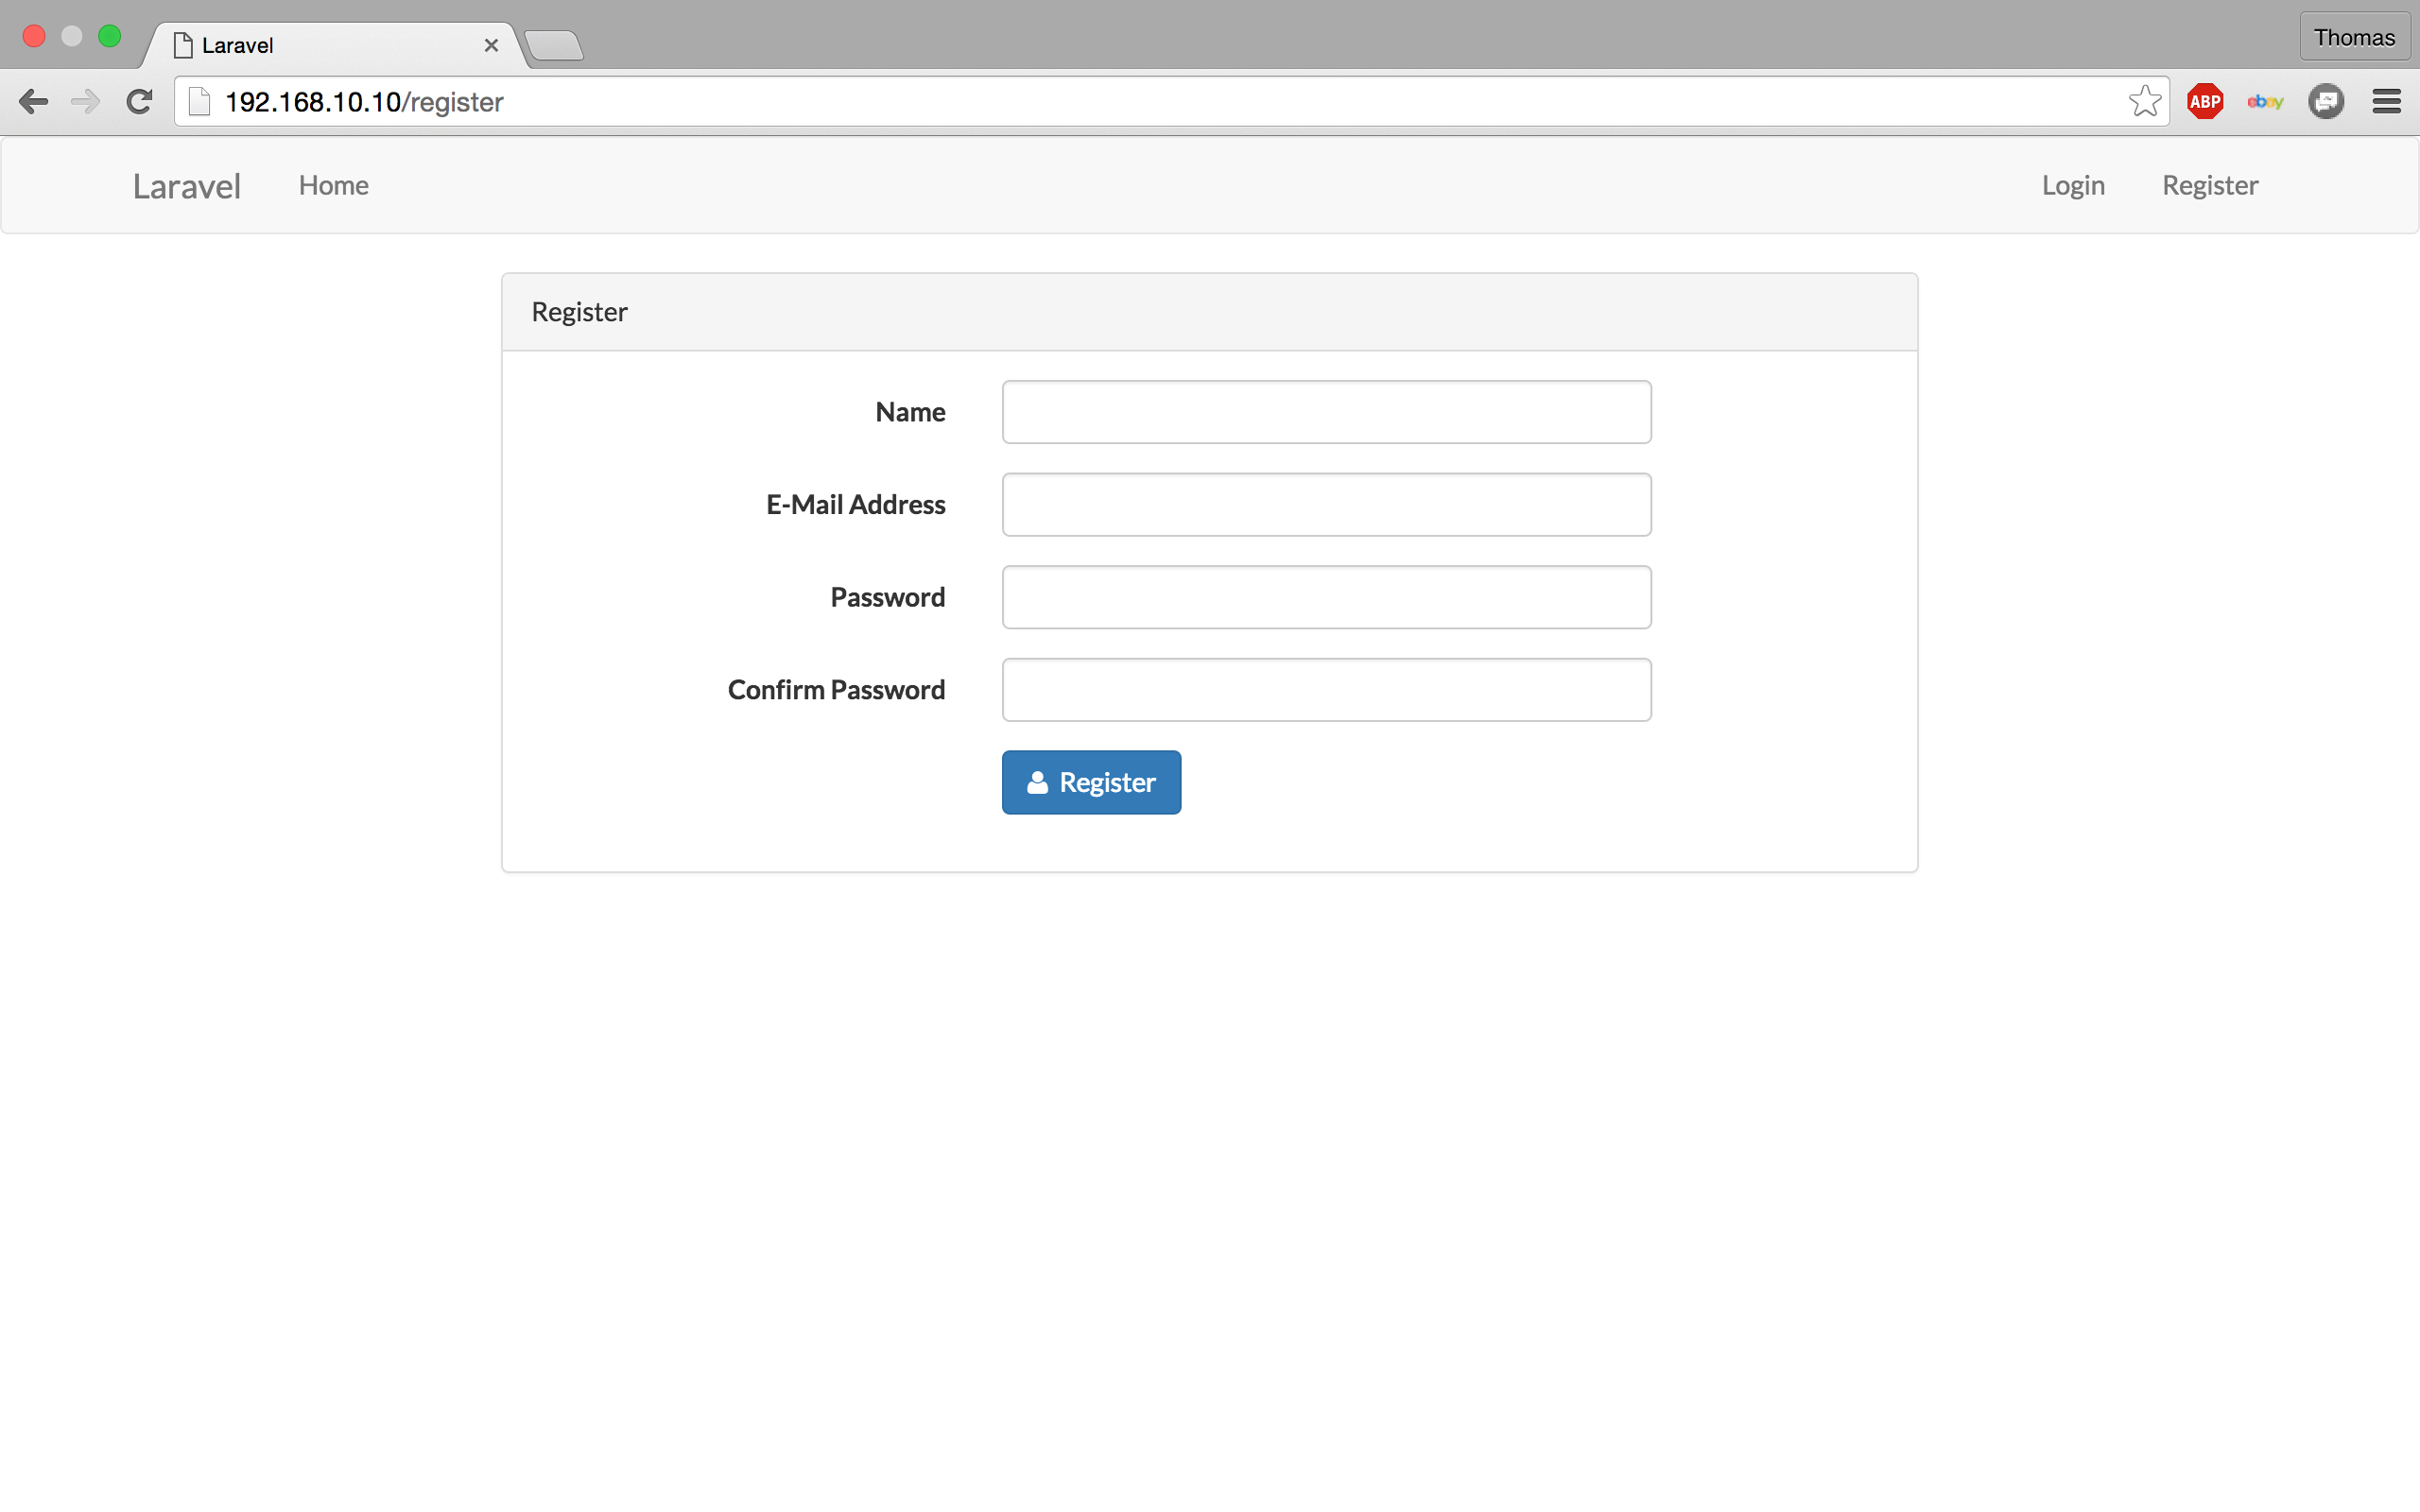 Laravel
Thomas
192.168.10.10/register
ABP
ebay
Laravel
Home
Login
Register
Register
Name
E-Mail Address
Password
Confirm Password
Register